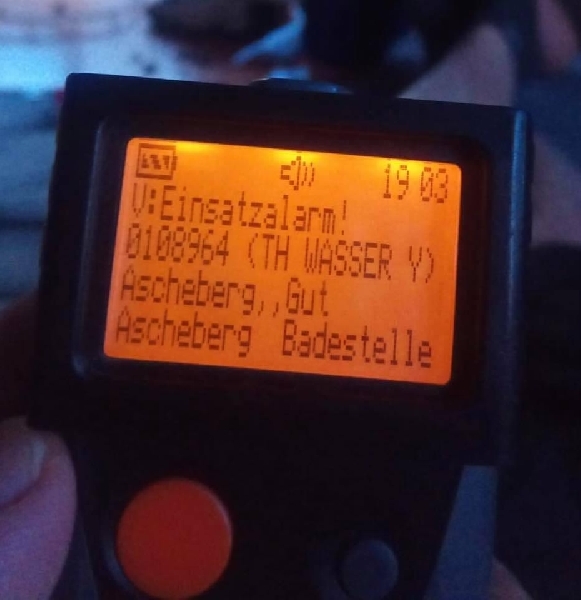 19 03
V:Einsatzalarm!
0108964 (TH WASSER Y)
Ascheberg,,Gut
Ascheberg Badestelle